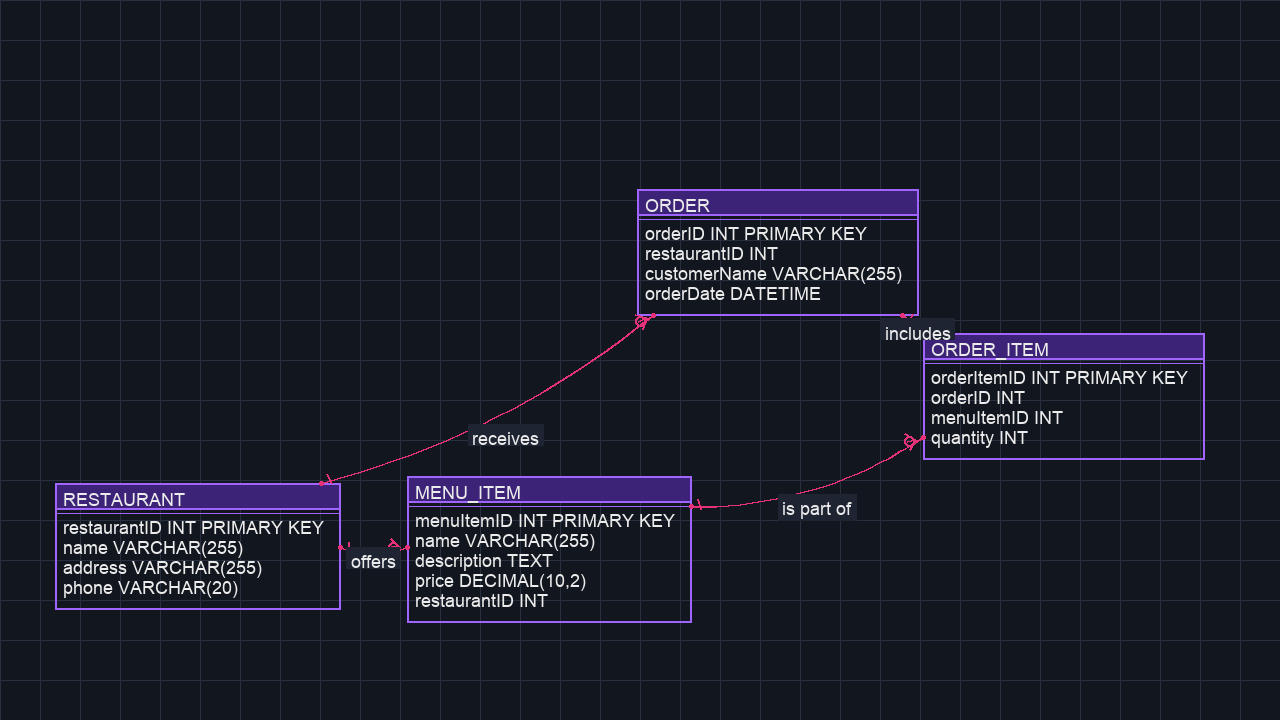 ORDER
orderID INT PRIMARY KEY
restaurantID INT
customerName VARCHAR(255)
orderDate DATETIME
includes
ORDER_ITEM
orderItemID INT PRIMARY KEY
orderID INT
menuItemID INT
quantity INT
receives
RESTAURANT
restaurantID INT PRIMARY KEY
name VARCHAR(255)
address VARCHAR(255)
phone VARCHAR(20)
offers
MENU_ITEM
menuItemID INT PRIMARY KEY
name VARCHAR(255)
description TEXT
price DECIMAL(10,2)
restaurantID INT
is part of